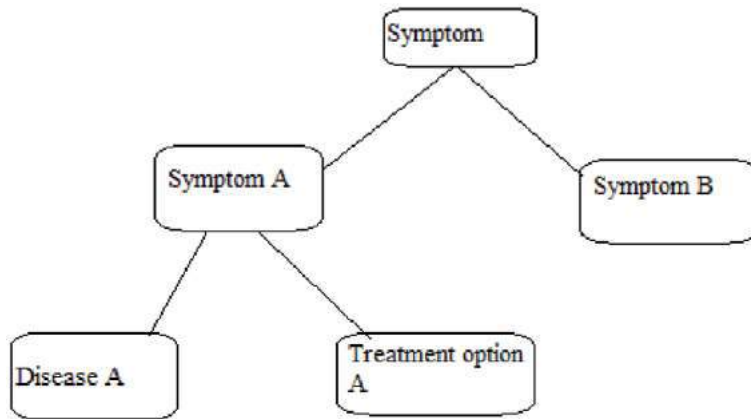 Symptom
Symptom A
Symptom B
Disease A
Treatment option
A